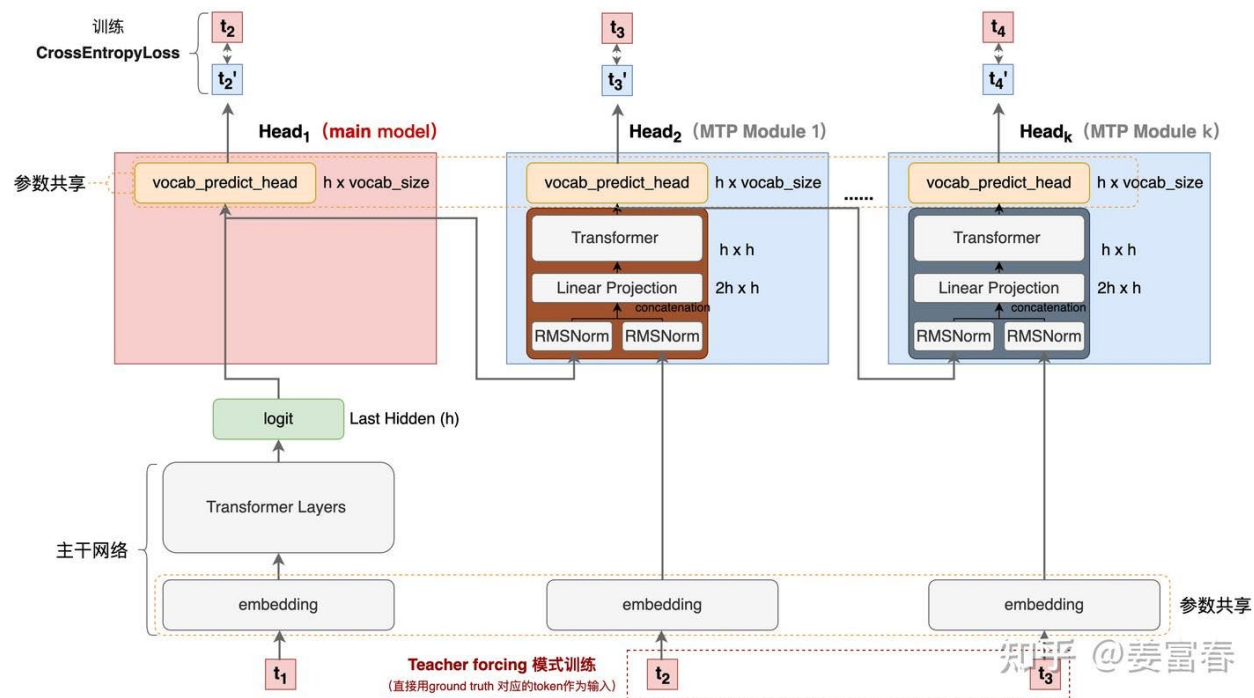 训练
CrossEntropyLoss
t2
t2'
t3
t3'
t4
t4'
Head1（main model）
Head2（MTP Module 1）
Headk（MTP Module k）
参数共享
vocab_predict_head
h x vocab_size
vocab_predict_head
h x vocab_size
......
vocab_predict_head
h x vocab_size
Transformer
h x h
Linear Projection
2h x h
concatenation
RMSNorm
RMSNorm
Transformer
h x h
Linear Projection
2h x h
concatenation
RMSNorm
RMSNorm
logit
Last Hidden (h)
Transformer Layers
主干网络
embedding
embedding
embedding
参数共享
t1
Teacher forcing 模式训练
（直接用ground truth 对应的token作为输入）
t2
t3
知乎 @姜富春